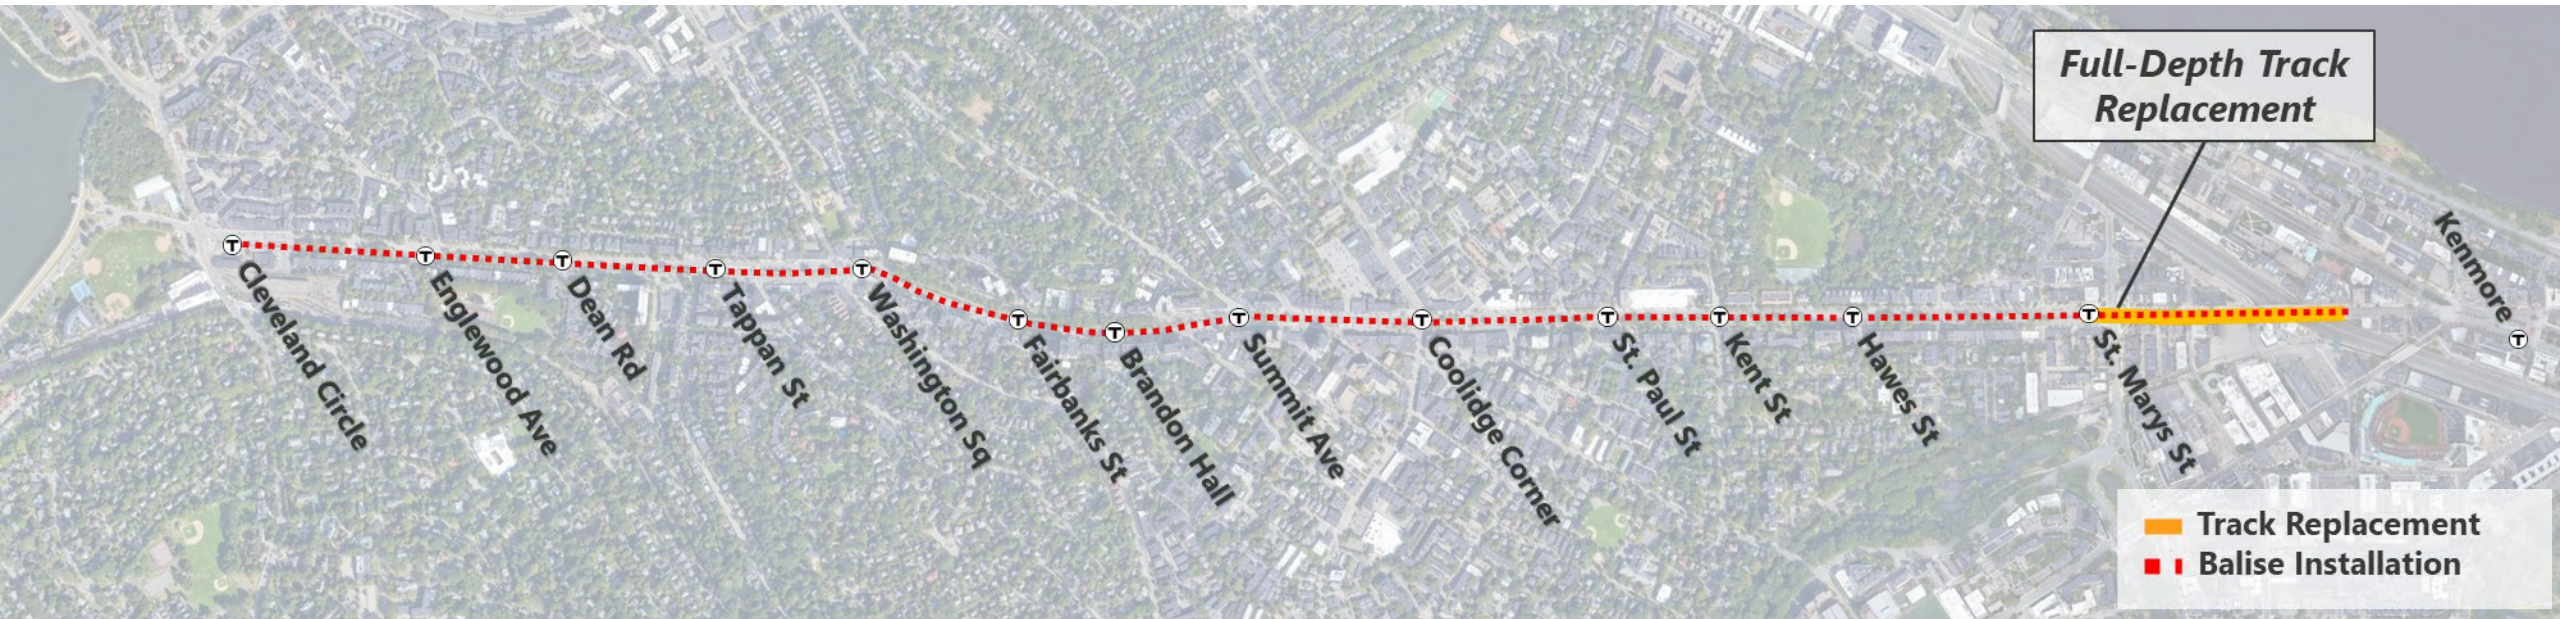 Full-Depth Track
Replacement
Kenmore
T
T
Cleveland Circle
T
Englewood Ave
T
Dean Rd
T
Tappan St
T
Washington Sq
T
Fairbanks St
T
Brandon Hall
T
Summit Ave
T
Coolidge Corner
T
St. Paul St
T
Kent St
T
Hawes St
T
St. Marys St
Track Replacement
Balise Installation